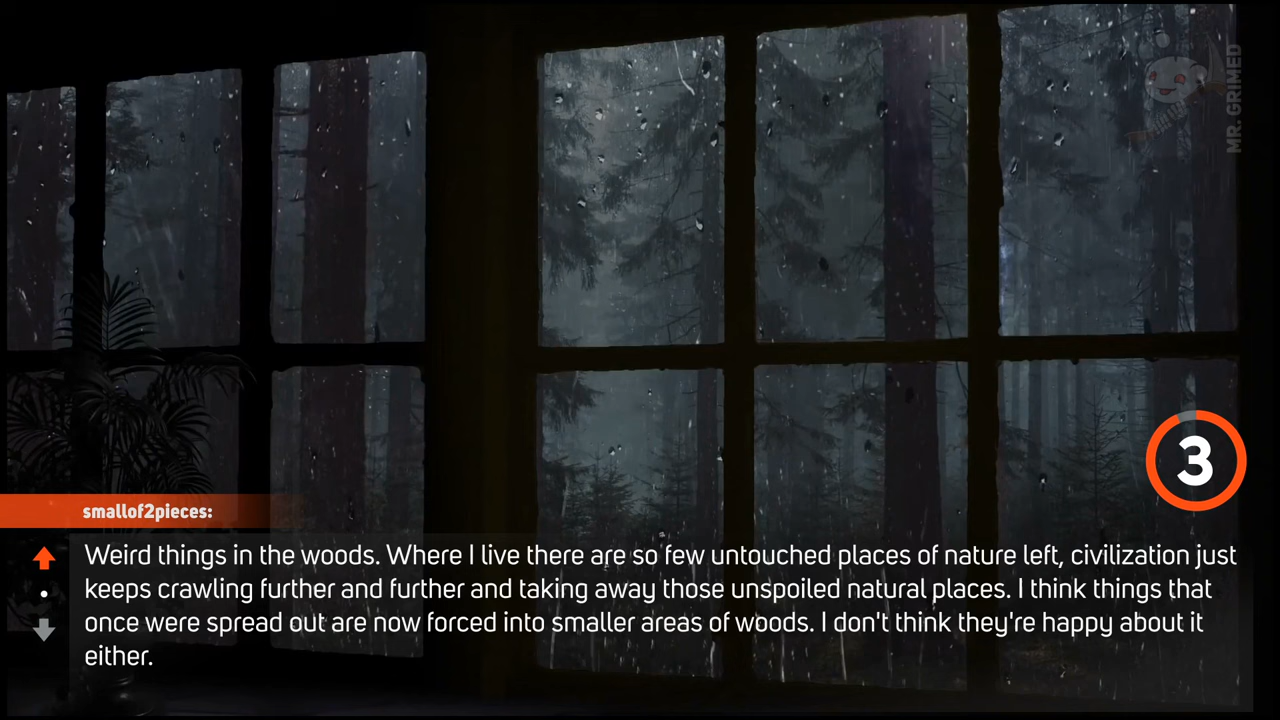 MR. GRIMED
3
smallof2pieces:
Weird things in the woods. Where I live there are so few untouched places of nature left, civilization just
keeps crawling further and further and taking away those unspoiled natural places. I think things that
once were spread out are now forced into smaller areas of woods. I don't think they're happy about it
either.